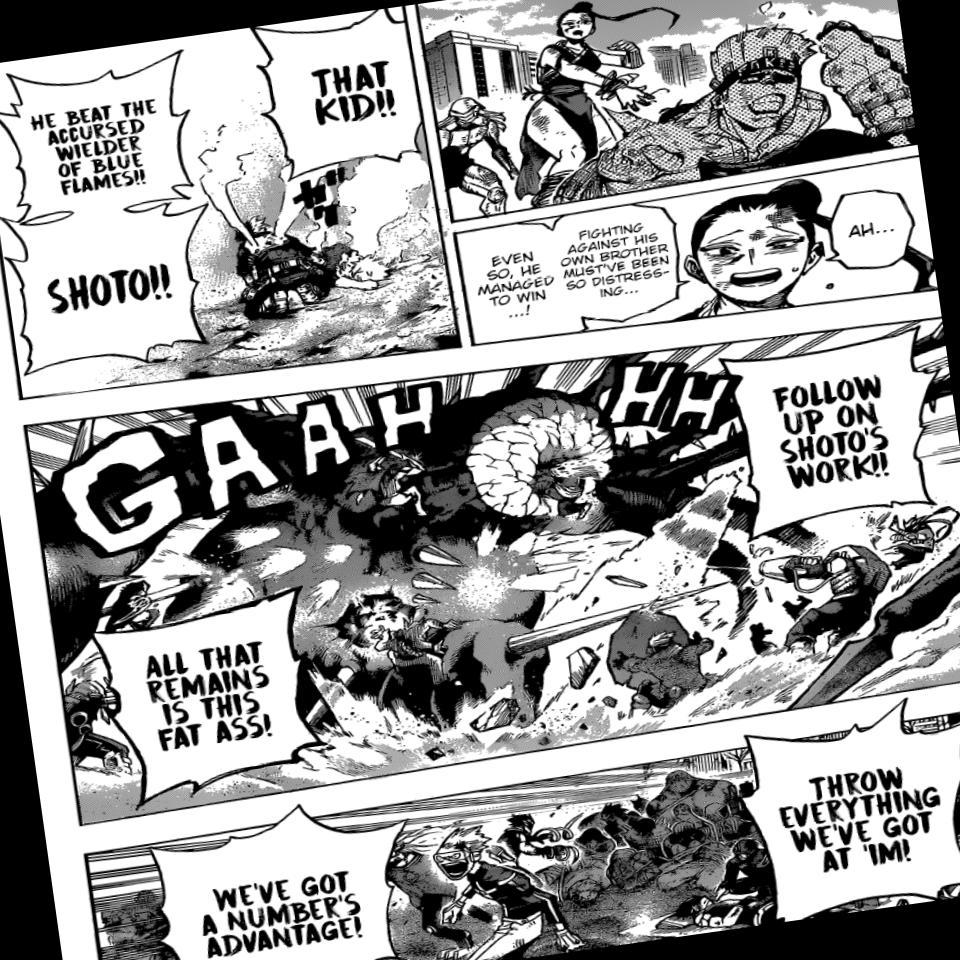 AH...
FIGHTING
AGAINST HIS
OWN BROTHER
MUST'VE BEEN
SO DISTRESS-
ING...
EVEN
SO, HE
MANAGED
TO WIN
...!
THAT
KID!!
HE BEAT THE
ACCURSED
WIELDER
OF BLUE
FLAMES!!
SHOTO!!
FOLLOW
UP ON
SHOTO'S
WORK!!
GAAH HH
ALL THAT
REMAINS
IS THIS
FAT ASS!
THROW
EVERYTHING
WE'VE GOT
AT 'IM!
WE'VE GOT
A NUMBER'S
ADVANTAGE!